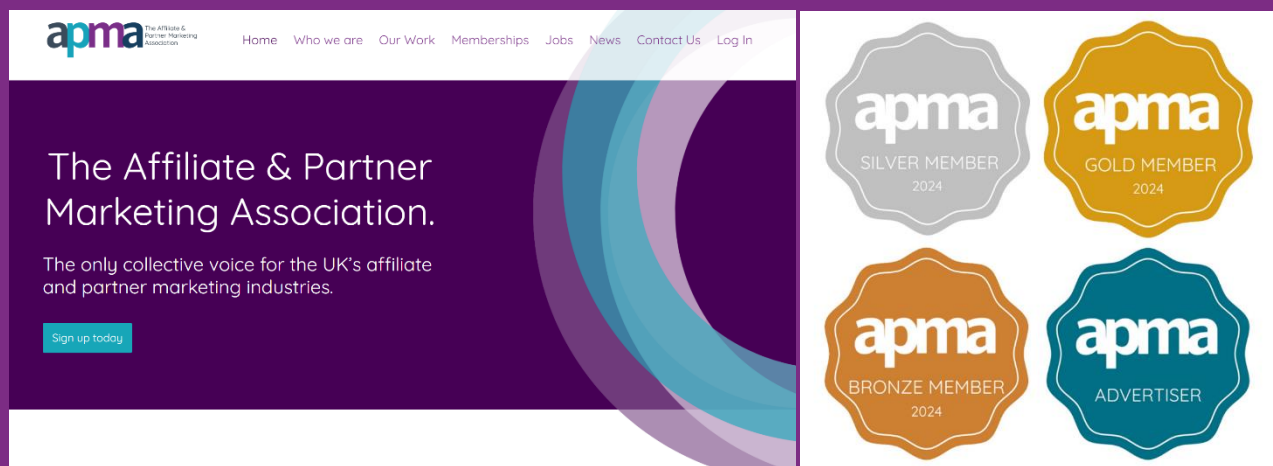 apma The Affiliate &
Partner Marketing
Association
Home Who we are Our Work Memberships Jobs News Contact Us Log In
The Affiliate & Partner
Marketing Association.
The only collective voice for the UK's affiliate
and partner marketing industries.
Sign up today
apma
SILVER MEMBER
2024
apma
GOLD MEMBER
2024
apma
BRONZE MEMBER
2024
apma
ADVERTISER